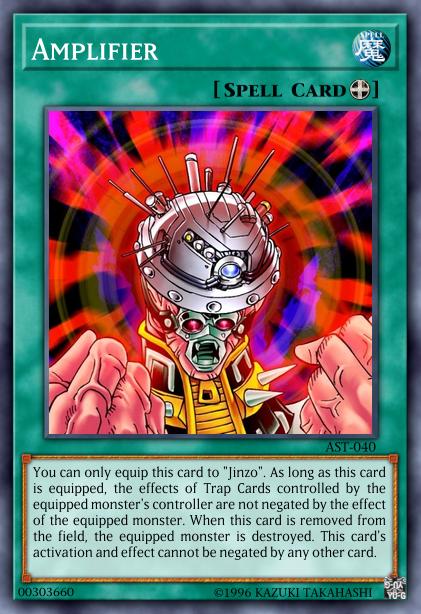 Amplifier
[Spell Card]
AST-040
You can only equip this card to "Jinzo". As long as this card
is equipped, the effects of Trap Cards controlled by the
equipped monster's controller are not negated by the effect
of the equipped monster. When this card is removed from
the field, the equipped monster is destroyed. This card's
activation and effect cannot be negated by any other card.
00303660
©1996 KAZUKI TAKAHASHI